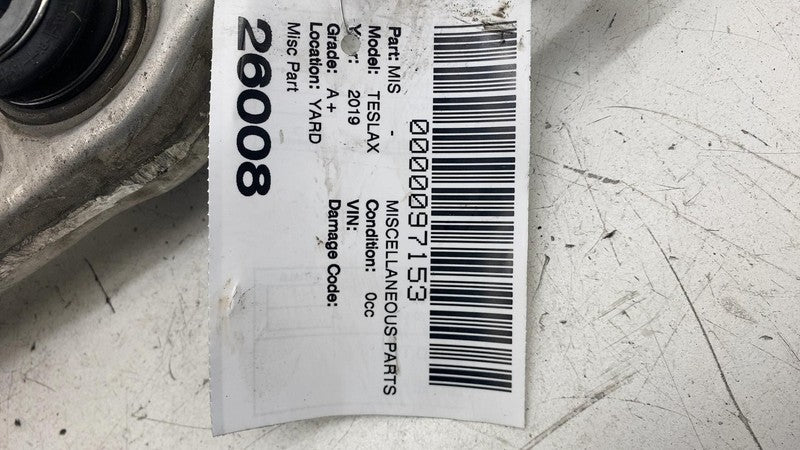 0000097153
Part: MIS - MISCELLANEOUS PARTS
Model: TESLAX Condition: 0cc
Year: 2019 VIN:
Grade: A+ Damage Code:
Location: YARD
Misc Part
26008